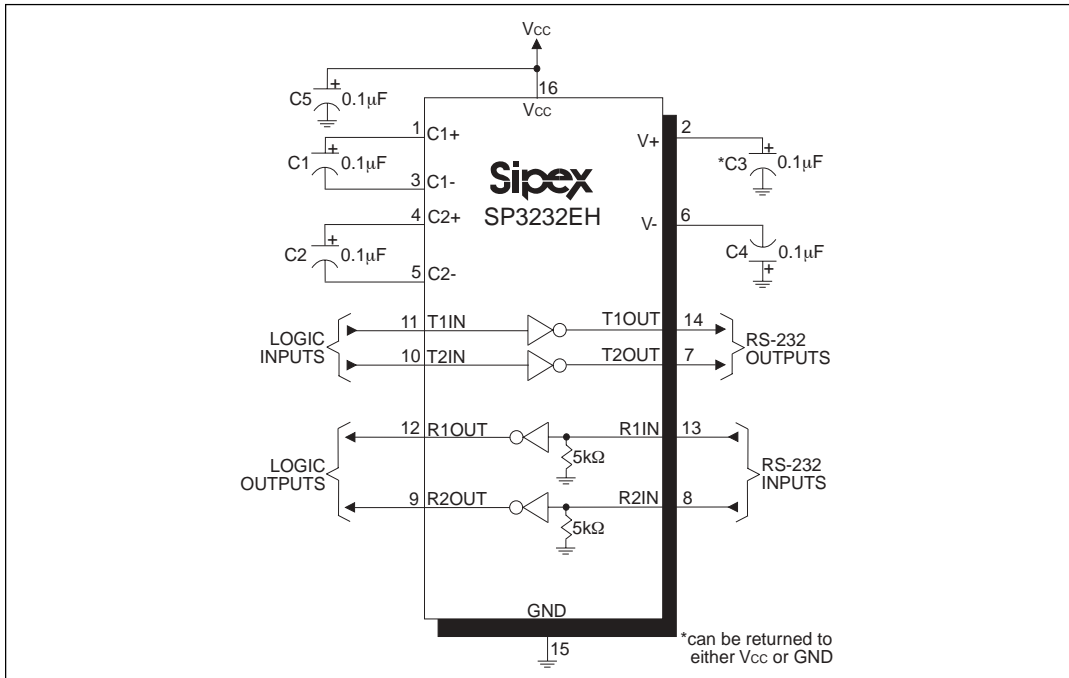 VCC
16
VCC
C5
+
0.1µF
1
C1+
C1
+
0.1µF
3
C1-
4
C2+
C2
+
0.1µF
5
C2-
Sipex
SP3232EH
2
V+
*C3
+
0.1µF
6
V-
C4
0.1µF
+
LOGIC
INPUTS
11 T1IN
T1OUT 14
10 T2IN
T2OUT 7
RS-232
OUTPUTS
LOGIC
OUTPUTS
12 R1OUT
R1IN 13
5kΩ
9 R2OUT
R2IN 8
5kΩ
RS-232
INPUTS
GND
15
*can be returned to
either VCC or GND